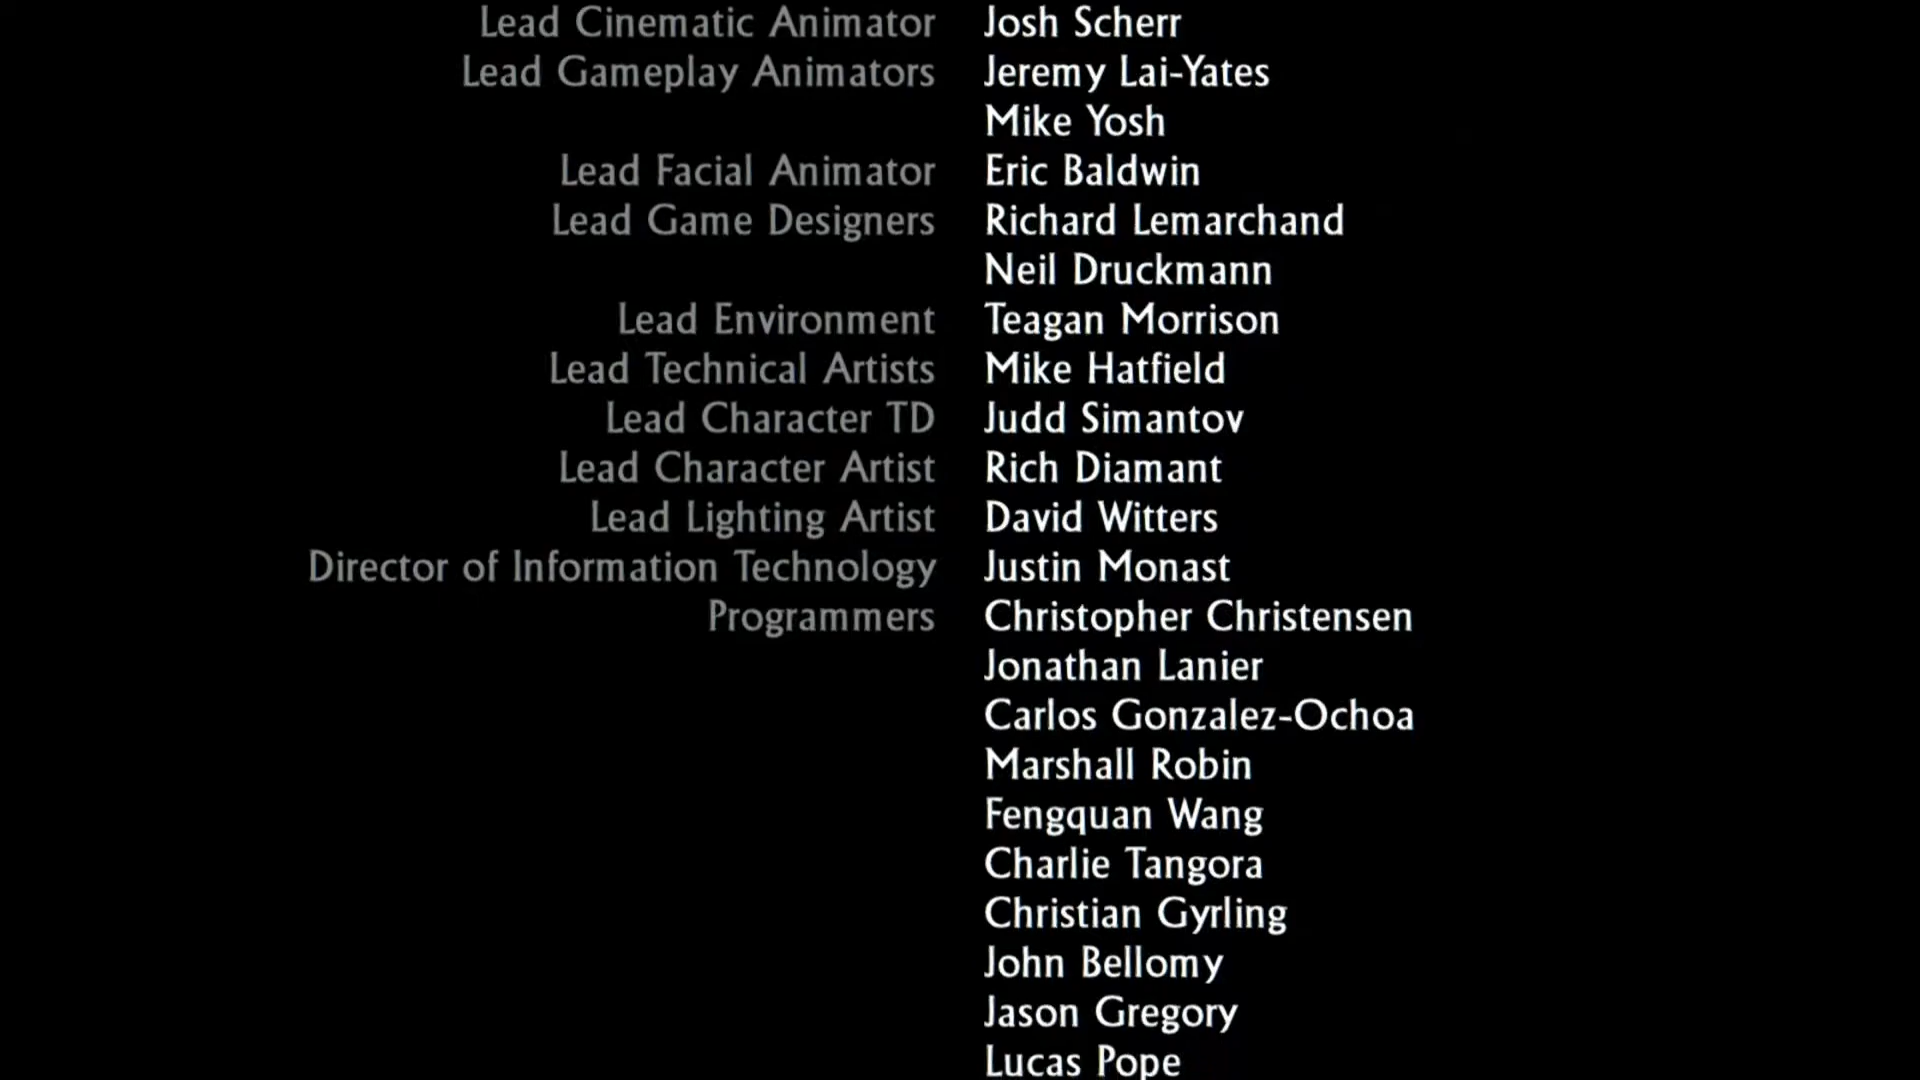 Lead Cinematic Animator Josh Scherr
Lead Gameplay Animators Jeremy Lai-Yates
Mike Yosh
Lead Facial Animator Eric Baldwin
Lead Game Designers Richard Lemarchand
Neil Druckmann
Lead Environment Teagan Morrison
Lead Technical Artists Mike Hatfield
Lead Character TD Judd Simantov
Lead Character Artist Rich Diamant
Lead Lighting Artist David Witters
Director of Information Technology Justin Monast
Programmers Christopher Christensen
Jonathan Lanier
Carlos Gonzalez-Ochoa
Marshall Robin
Fengquan Wang
Charlie Tangora
Christian Gyrling
John Bellomy
Jason Gregory
Lucas Pope